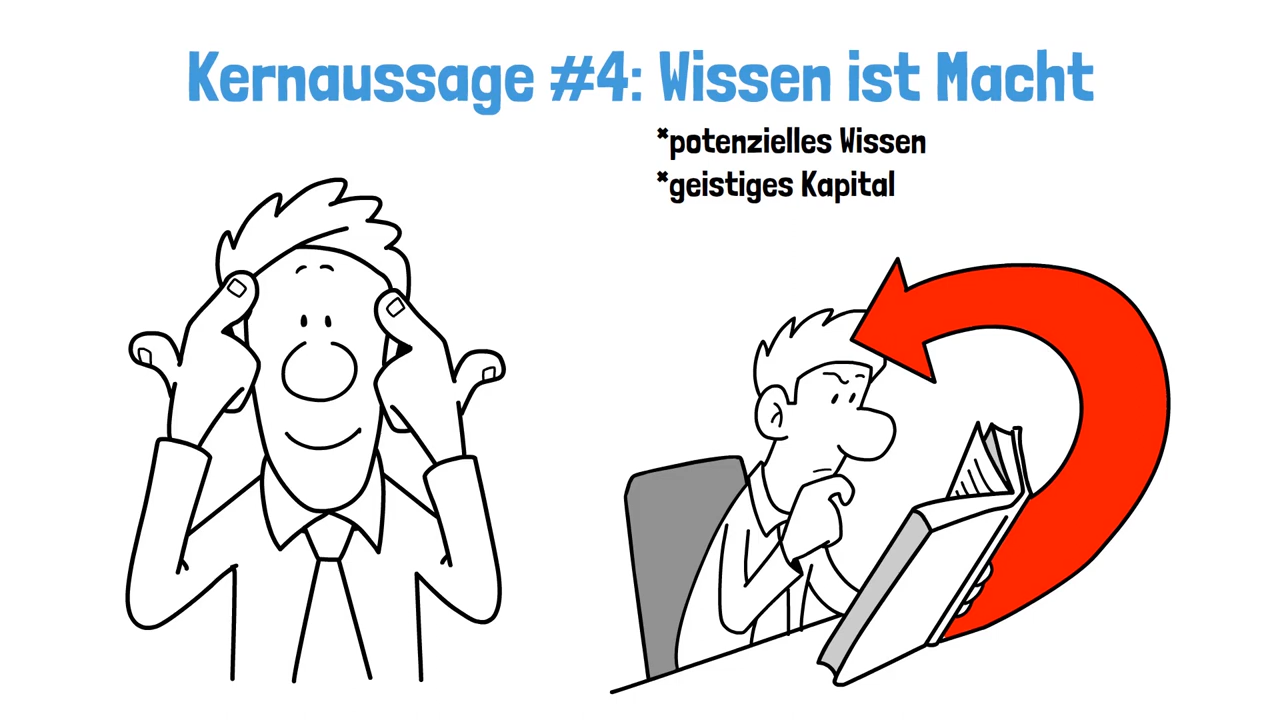 Kernaussage #4: Wissen ist Macht
*potenzielles Wissen
*geistiges Kapital